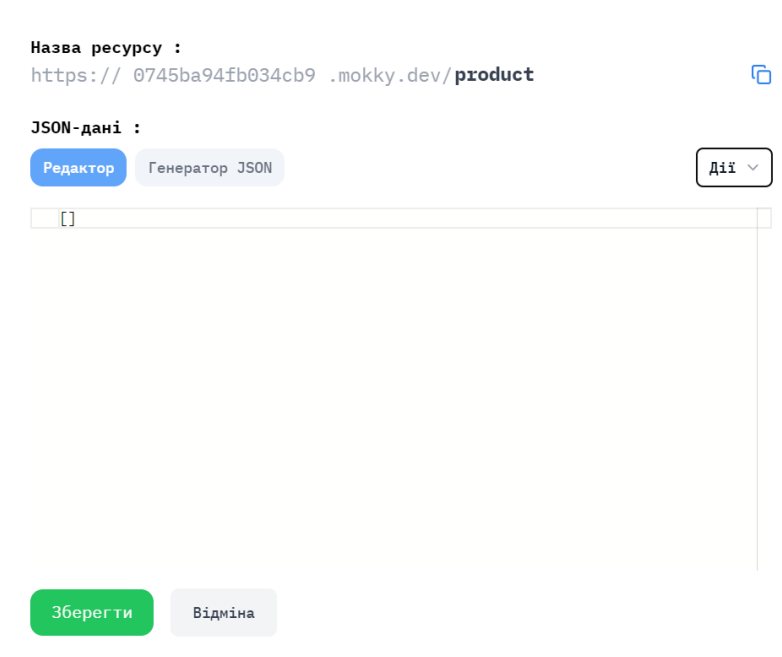 Назва ресурсу :
https:// 0745ba94fb034cb9 .mokky.dev/product
JSON-дані :
Редактор Генератор JSON Дії
[]
Зберегти Відміна